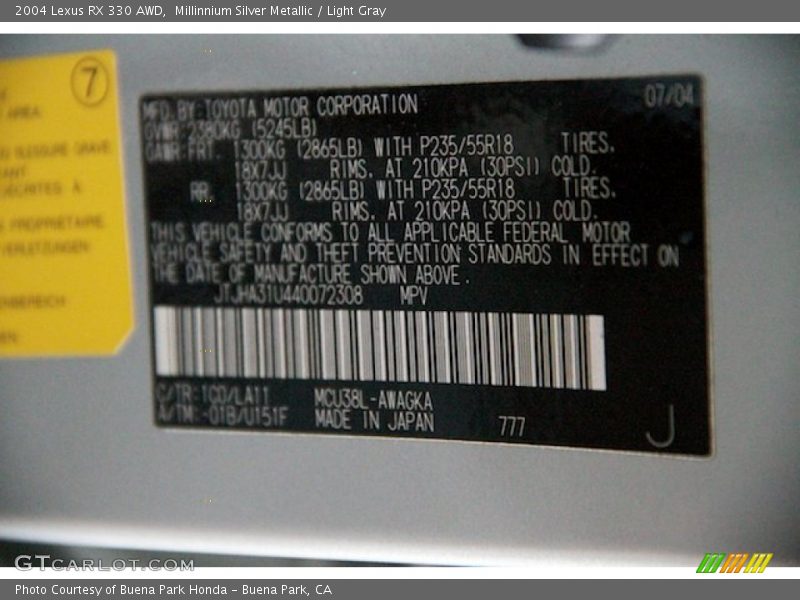 2004 Lexus RX 330 AWD,  Millinnium Silver Metallic / Light Gray
7
AREA.
MFD. BY: TOYOTA MOTOR CORPORATION 07/04
GVWR 2380KG (5245LB)
GAWR FRT. 1300KG (2865LB) WITH P235/55R18 TIRES.
18X7JJ RIMS. AT 210KPA (30PSI) COLD.
RR. 1300KG (2865LB) WITH P235/55R18 TIRES.
18X7JJ RIMS. AT 210KPA (30PSI) COLD.
THIS VEHICLE CONFORMS TO ALL APPLICABLE FEDERAL MOTOR
VEHICLE SAFETY AND THEFT PREVENTION STANDARDS IN EFFECT ON
THE DATE OF MANUFACTURE SHOWN ABOVE.
JTJHA31U440072308 MPV
C/TR: 1C0/LA11 MCU38L-AWAGKA
A/TM: -01B/U151F MADE IN JAPAN 777 J
GTCARLOT.COM
Photo Courtesy of Buena Park Honda - Buena Park, CA